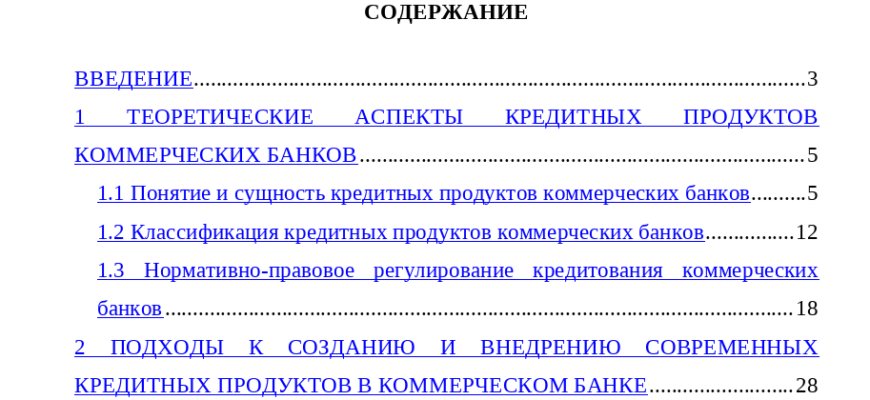 СОДЕРЖАНИЕ
ВВЕДЕНИЕ....................................................................................................3
1 ТЕОРЕТИЧЕСКИЕ АСПЕКТЫ КРЕДИТНЫХ ПРОДУКТОВ
КОММЕРЧЕСКИХ БАНКОВ................................................................................5
1.1 Понятие и сущность кредитных продуктов коммерческих банков..........5
1.2 Классификация кредитных продуктов коммерческих банков................12
1.3 Нормативно-правовое регулирование кредитования коммерческих
банков..................................................................................................................18
2 ПОДХОДЫ К СОЗДАНИЮ И ВНЕДРЕНИЮ СОВРЕМЕННЫХ
КРЕДИТНЫХ ПРОДУКТОВ В КОММЕРЧЕСКОМ БАНКЕ..........................28